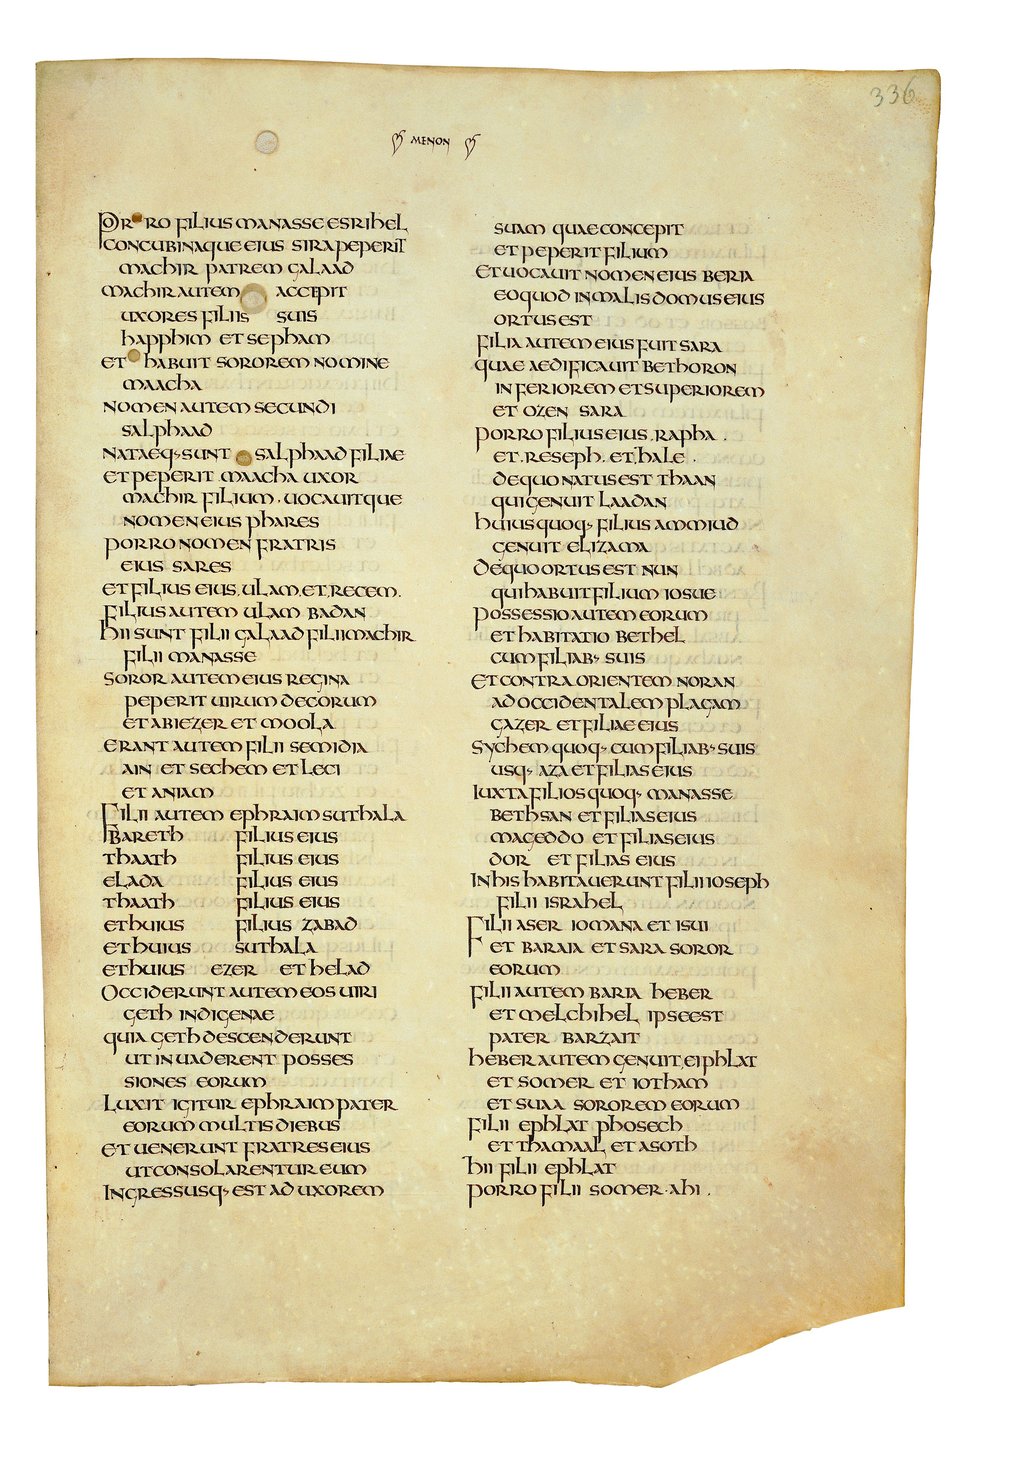 336
MENON
PORRO FILIUS MANASSE ESRIHEL
CONCUBINAQUE EIUS SIRA PEPERIT
MACHIR PATREM GALAAD
MACHIR AUTEM ACCEPIT
UXORES FILIIS SUIS
HAPPHIM ET SEPHAM
ET HABUIT SOROREM NOMINE
MAACHA
NOMEN AUTEM SECUNDI
SALPHAAD
NATAEQ· SUNT SALPHAAD FILIAE
ET PEPERIT MAACHA UXOR
MACHIR FILIUM · UOCAUITQUE
NOMEN EIUS PHARES
PORRO NOMEN FRATRIS
EIUS SARES
ET FILIUS EIUS · ULAM · ET · RECEM ·
FILIUS AUTEM ULAM BADAN
HII SUNT FILII GALAAD FILII MACHIR
FILII MANASSE
SOROR AUTEM EIUS REGINA
PEPERIT UIRUM DECORUM
ET ABIEZER ET MOOLA
ERANT AUTEM FILII SEMIDIA
AIN ET SECHEM ET LECI
ET ANIAM
FILII AUTEM EPHRAIM SUTHALA
BARETH FILIUS EIUS
THAATH FILIUS EIUS
ELADA FILIUS EIUS
THAATH FILIUS EIUS
ET HUIUS FILIUS ZABAD
ET HUIUS SUTHALA
ET HUIUS EZER ET HELAD
OCCIDERUNT AUTEM EOS UIRI
GETH INDIGENAE
QUIA GETH DESCENDERUNT
UT INUADERENT POSSES
SIONES EORUM
LUXIT IGITUR EPHRAIM PATER
EORUM MULTIS DIEBUS
ET UENERUNT FRATRES EIUS
UT CONSOLARENTUR EUM
INGRESSUSQ· EST AD UXOREM
SUAM QUAE CONCEPIT
ET PEPERIT FILIUM
ET UOCAUIT NOMEN EIUS BERIA
EO QUOD IN MALIS DOMUS EIUS
ORTUS EST
FILIA AUTEM EIUS FUIT SARA
QUAE AEDIFICAUIT BETHORON
INFERIOREM ET SUPERIOREM
ET OZEN SARA
PORRO FILIUS EIUS · RAPHA ·
ET · RESEPH · ET · HALE ·
DE QUO NATUS EST THAAN
QUI GENUIT LAADAN
HUIUS QUOQ· FILIUS AMMIUD
GENUIT ELIZAMA
DE QUO ORTUS EST NUN
QUI HABUIT FILIUM IOSUE
POSSESSIO AUTEM EORUM
ET HABITATIO BETHEL
CUM FILIAB· SUIS
ET CONTRA ORIENTEM NORAN
AD OCCIDENTALEM PLAGAM
GAZER ET FILIAE EIUS
SYCHEM QUOQ· CUM FILIAB· SUIS
USQ· AZA ET FILIAS EIUS
IUXTA FILIOS QUOQ· MANASSE
BETHSAN ET FILIAS EIUS
MAGEDDO ET FILIAS EIUS
DOR ET FILIAS EIUS
IN HIS HABITAUERUNT FILII IOSEPH
FILII ISRAHEL
FILII ASER IOMANA ET ISUI
ET BARAIA ET SARA SOROR
EORUM
FILII AUTEM BARIA HEBER
ET MELCHIHEL IPSE EST
PATER BARZAIT
HEBER AUTEM GENUIT EIPHLAT
ET SOMER ET IOTHAM
ET SUAA SOROREM EORUM
FILII EPHLAT PHOSECH
ET THAMAAL ET ASOTH
HII FILII EPHLAT
PORRO FILII SOMER · AHI ·